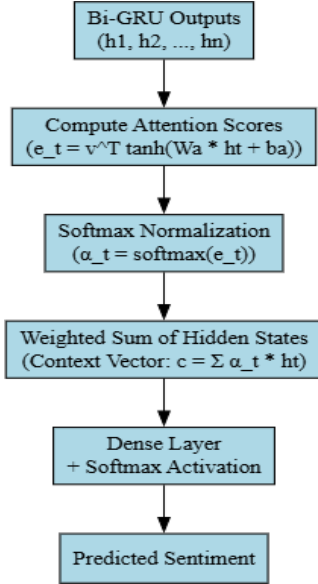 Bi-GRU Outputs
(h1, h2, ..., hn)
Compute Attention Scores
(e_t = v^T tanh(Wa * ht + ba))
Softmax Normalization
(α_t = softmax(e_t))
Weighted Sum of Hidden States
(Context Vector: c = Σ α_t * ht)
Dense Layer
+ Softmax Activation
Predicted Sentiment